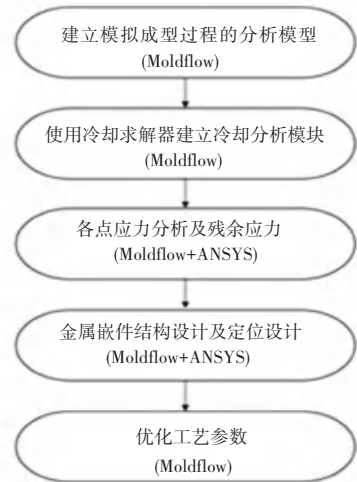 建立模拟成型过程的分析模型
(Moldflow)
使用冷却求解器建立冷却分析模块
(Moldflow)
各点应力分析及残余应力
(Moldflow+ANSYS)
金属嵌件结构设计及定位设计
(Moldflow+ANSYS)
优化工艺参数
(Moldflow)